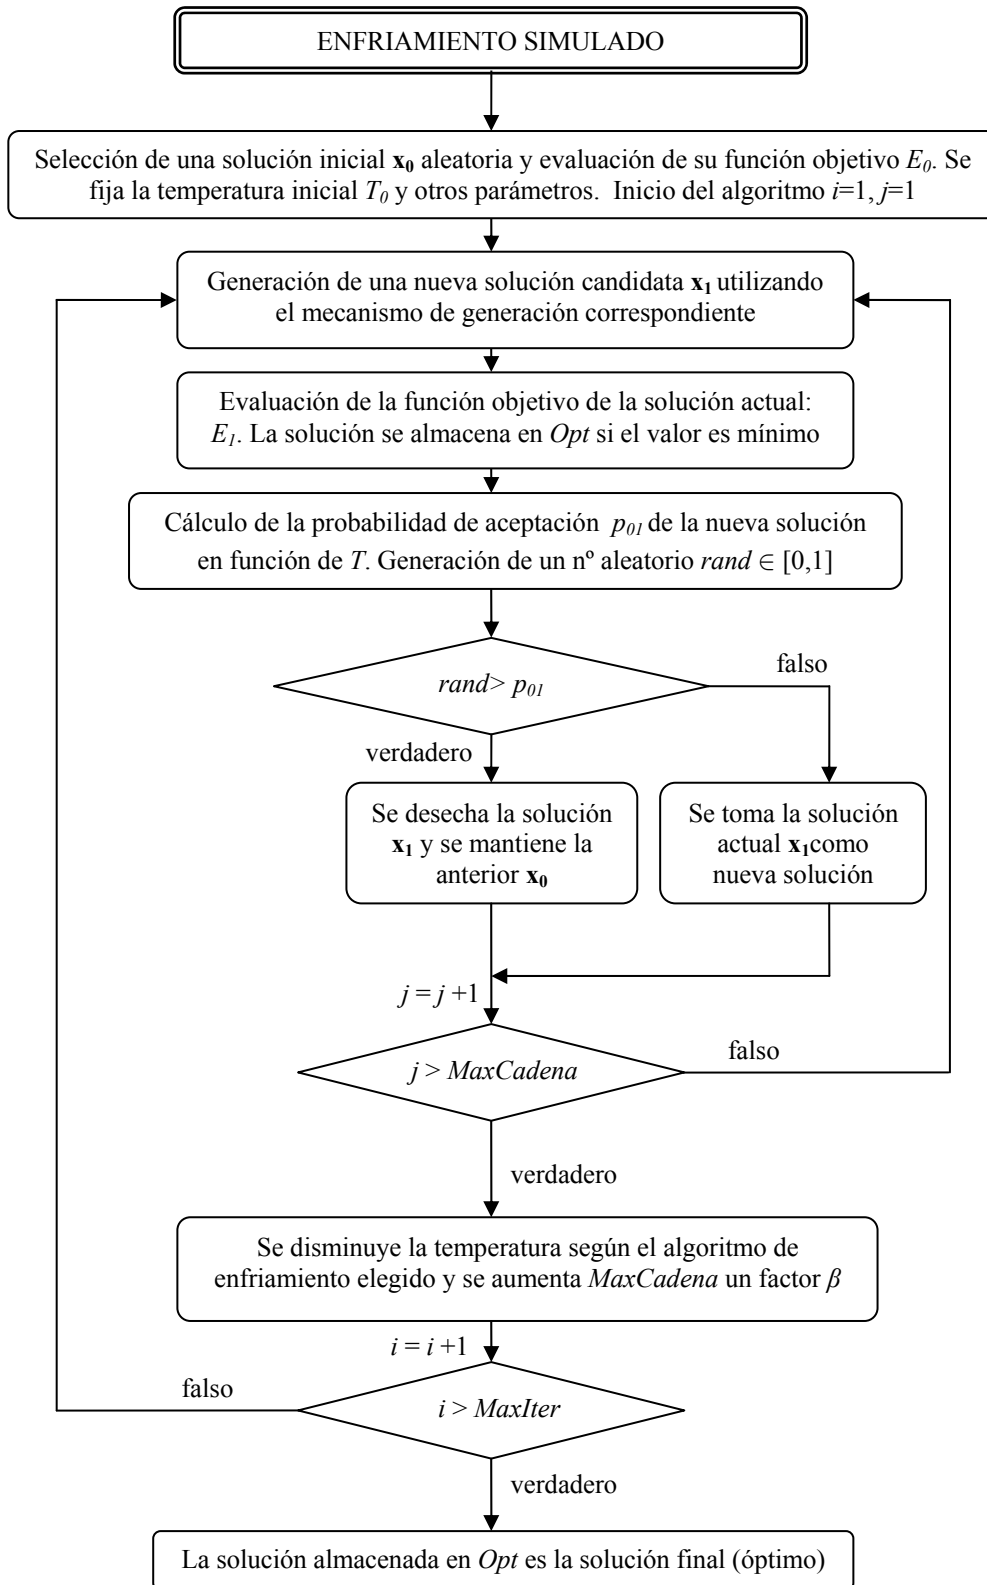 ENFRIAMIENTO SIMULADO
Selección de una solución inicial x0 aleatoria y evaluación de su función objetivo E0. Se
fija la temperatura inicial T0 y otros parámetros. Inicio del algoritmo i=1, j=1
Generación de una nueva solución candidata x1 utilizando
el mecanismo de generación correspondiente
Evaluación de la función objetivo de la solución actual:
E1. La solución se almacena en Opt si el valor es mínimo
Cálculo de la probabilidad de aceptación p01 de la nueva solución
en función de T. Generación de un nº aleatorio rand ∈ [0,1]
rand> p01
falso
verdadero
Se desecha la solución
x1 y se mantiene la
anterior x0
Se toma la solución
actual x1como
nueva solución
j = j +1
j > MaxCadena
falso
verdadero
Se disminuye la temperatura según el algoritmo de
enfriamiento elegido y se aumenta MaxCadena un factor β
i = i +1
falso
i > MaxIter
verdadero
La solución almacenada en Opt es la solución final (óptimo)